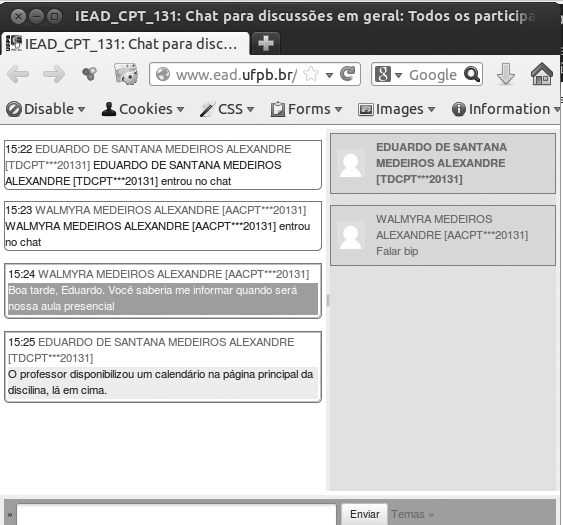 IEAD_CPT_131: Chat para discussões em geral: Todos os participa
IEAD_CPT_131: Chat para disc...
www.ead.ufpb.br/
Google
Disable Cookies CSS Forms Images Information
15:22 EDUARDO DE SANTANA MEDEIROS ALEXANDRE
[TDCPT***20131] EDUARDO DE SANTANA MEDEIROS
ALEXANDRE [TDCPT***20131] entrou no chat
15:23 WALMYRA MEDEIROS ALEXANDRE [AACPT***20131]
WALMYRA MEDEIROS ALEXANDRE [AACPT***20131] entrou
no chat
15:24 WALMYRA MEDEIROS ALEXANDRE [AACPT***20131]
Boa tarde, Eduardo. Você saberia me informar quando será
nossa aula presencial
15:25 EDUARDO DE SANTANA MEDEIROS ALEXANDRE
[TDCPT***20131]
O professor disponibilizou um calendário na página principal da
discilina, lá em cima.
EDUARDO DE SANTANA
MEDEIROS ALEXANDRE
[TDCPT***20131]
WALMYRA MEDEIROS
ALEXANDRE [AACPT***20131]
Falar bip
» Enviar Temas »